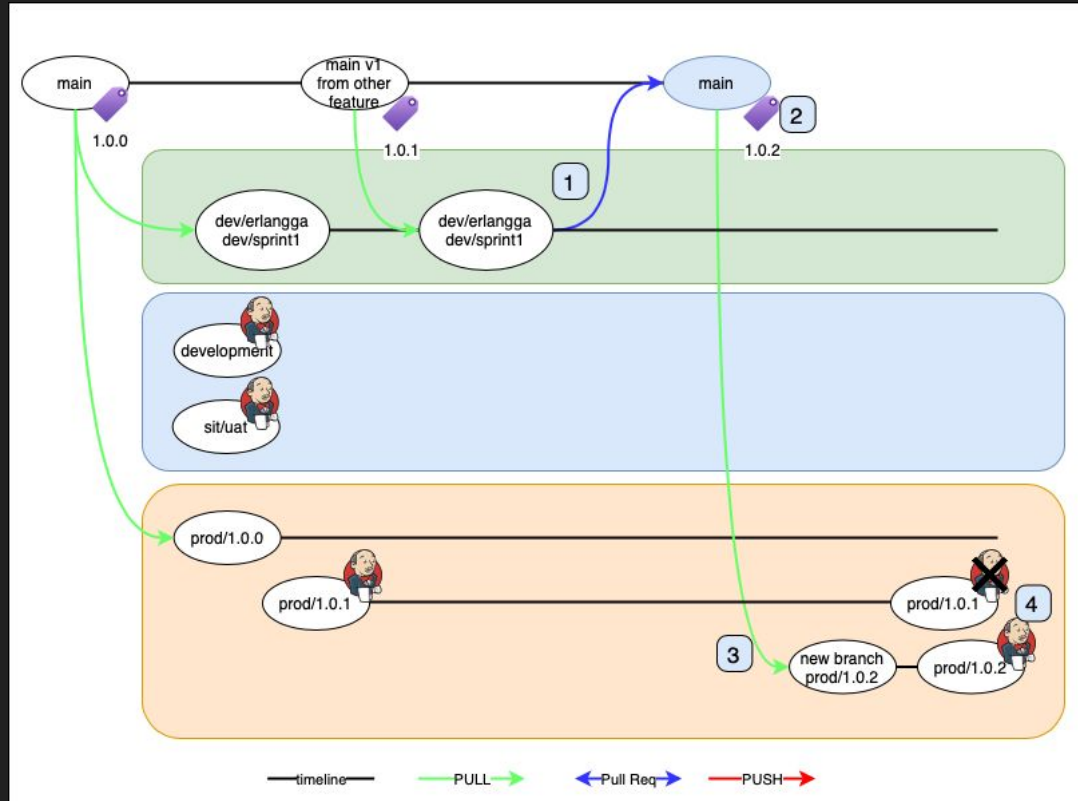 main
main v1
from other
feature
main
2
1.0.0
1.0.1
1.0.2
1
dev/erlangga
dev/sprint1
dev/erlangga
dev/sprint1
development
sit/uat
prod/1.0.0
prod/1.0.1
prod/1.0.1
4
3
new branch
prod/1.0.2
prod/1.0.2
timeline
PULL
Pull Req
PUSH